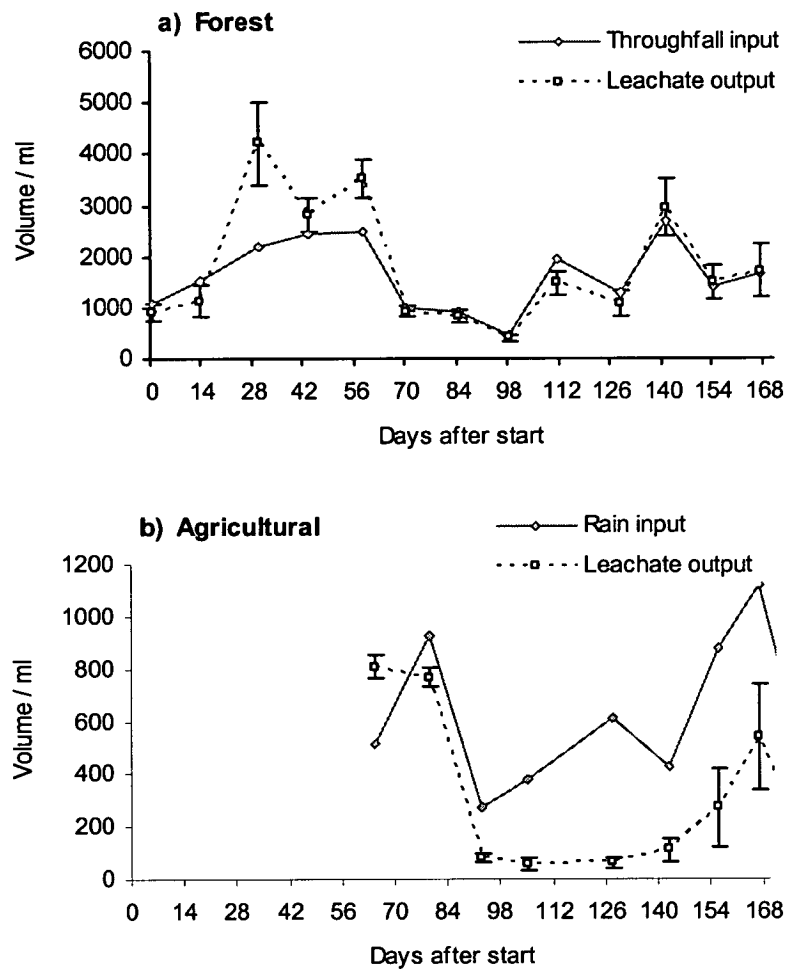 a) Forest
Throughfall input
Leachate output
6000
5000
4000
3000
2000
1000
0
Volume / ml
0 14 28 42 56 70 84 98 112 126 140 154 168
Days after start
b) Agricultural
Rain input
Leachate output
1200
1000
800
600
400
200
0
Volume / ml
0 14 28 42 56 70 84 98 112 126 140 154 168
Days after start